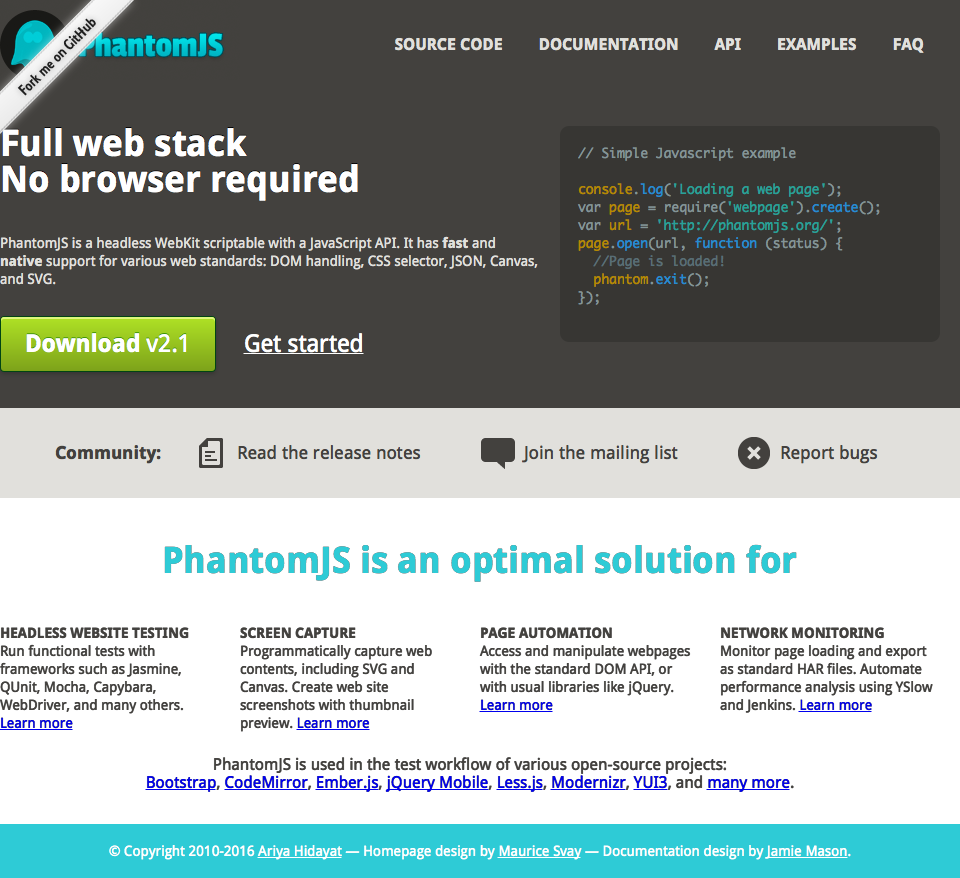 Fork me on GitHub
PhantomJS
SOURCE CODE
DOCUMENTATION
API
EXAMPLES
FAQ
Full web stack
No browser required
PhantomJS is a headless WebKit scriptable with a JavaScript API. It has fast and
native support for various web standards: DOM handling, CSS selector, JSON, Canvas,
and SVG.
Download v2.1
Get started
// Simple Javascript example
console.log('Loading a web page');
var page = require('webpage').create();
var url = 'http://phantomjs.org/';
page.open(url, function (status) {
  //Page is loaded!
  phantom.exit();
});
Community:
Read the release notes
Join the mailing list
Report bugs
PhantomJS is an optimal solution for
HEADLESS WEBSITE TESTING
Run functional tests with
frameworks such as Jasmine,
QUnit, Mocha, Capybara,
WebDriver, and many others.
Learn more
SCREEN CAPTURE
Programmatically capture web
contents, including SVG and
Canvas. Create web site
screenshots with thumbnail
preview. Learn more
PAGE AUTOMATION
Access and manipulate webpages
with the standard DOM API, or
with usual libraries like jQuery.
Learn more
NETWORK MONITORING
Monitor page loading and export
as standard HAR files. Automate
performance analysis using YSlow
and Jenkins. Learn more
PhantomJS is used in the test workflow of various open-source projects:
Bootstrap, CodeMirror, Ember.js, jQuery Mobile, Less.js, Modernizr, YUI3, and many more.
© Copyright 2010-2016 Ariya Hidayat — Homepage design by Maurice Svay — Documentation design by Jamie Mason.